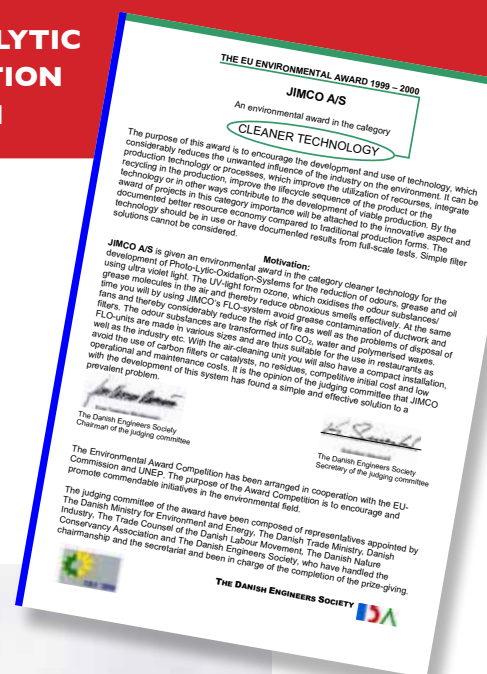 LYTIC
TION
THE EU ENVIRONMENTAL AWARD 1999 – 2000
JIMCO A/S
An environmental award in the category
CLEANER TECHNOLOGY
The purpose of this award is to encourage the development and use of technology, which
considerably reduces the unwanted influence of the industry on the environment. It can be
production technology or processes, which improve the utilization of recourses, integrate
recycling in the production, improve the lifecycle sequence of the product or the
technology or in other ways contribute to the development of viable production. By the
award of projects in this category importance will be attached to the innovative aspect and
documented better resource economy compared to traditional production forms. The
technology should be in use or have documented results from full-scale tests. Simple filter
solutions cannot be considered.
Motivation:
JIMCO A/S is given an environmental award in the category cleaner technology for the
development of Photo-Lytic-Oxidation-Systems for the reduction of odours, grease and oil
using ultra violet light. The UV-light form ozone, which oxidises the odour substances/
grease molecules in the air and thereby reduce obnoxious smells effectively. At the same
time you will by using JIMCO's FLO-system avoid grease contamination of ductwork and
fans and thereby considerably reduce the risk of fire as well as the problems of disposal of
filters. The odour substances are transformed into CO₂, water and polymerised waxes.
FLO-units are made in various sizes and are thus suitable for the use in restaurants as
well as the industry etc. With the air-cleaning unit you will also have a compact installation,
avoid the use of carbon filters or catalysts, no residues, competitive initial cost and low
operational and maintenance costs. It is the opinion of the judging committee that JIMCO
with the development of this system has found a simple and effective solution to a
prevalent problem.
The Danish Engineers Society
Chairman of the judging committee
The Danish Engineers Society
Secretary of the judging committee
The Environmental Award Competition has been arranged in cooperation with the EU-
Commission and UNEP. The purpose of the Award Competition is to encourage and
promote commendable initiatives in the environmental field.
The judging committee of the award have been composed of representatives appointed by
The Danish Ministry for Environment and Energy, The Danish Trade Ministry, Danish
Industry, The Trade Counsel of the Danish Labour Movement, The Danish Nature
Conservancy Association and The Danish Engineers Society, who have handled the
chairmanship and the secretariat and been in charge of the completion of the prize-giving.
THE DANISH ENGINEERS SOCIETY